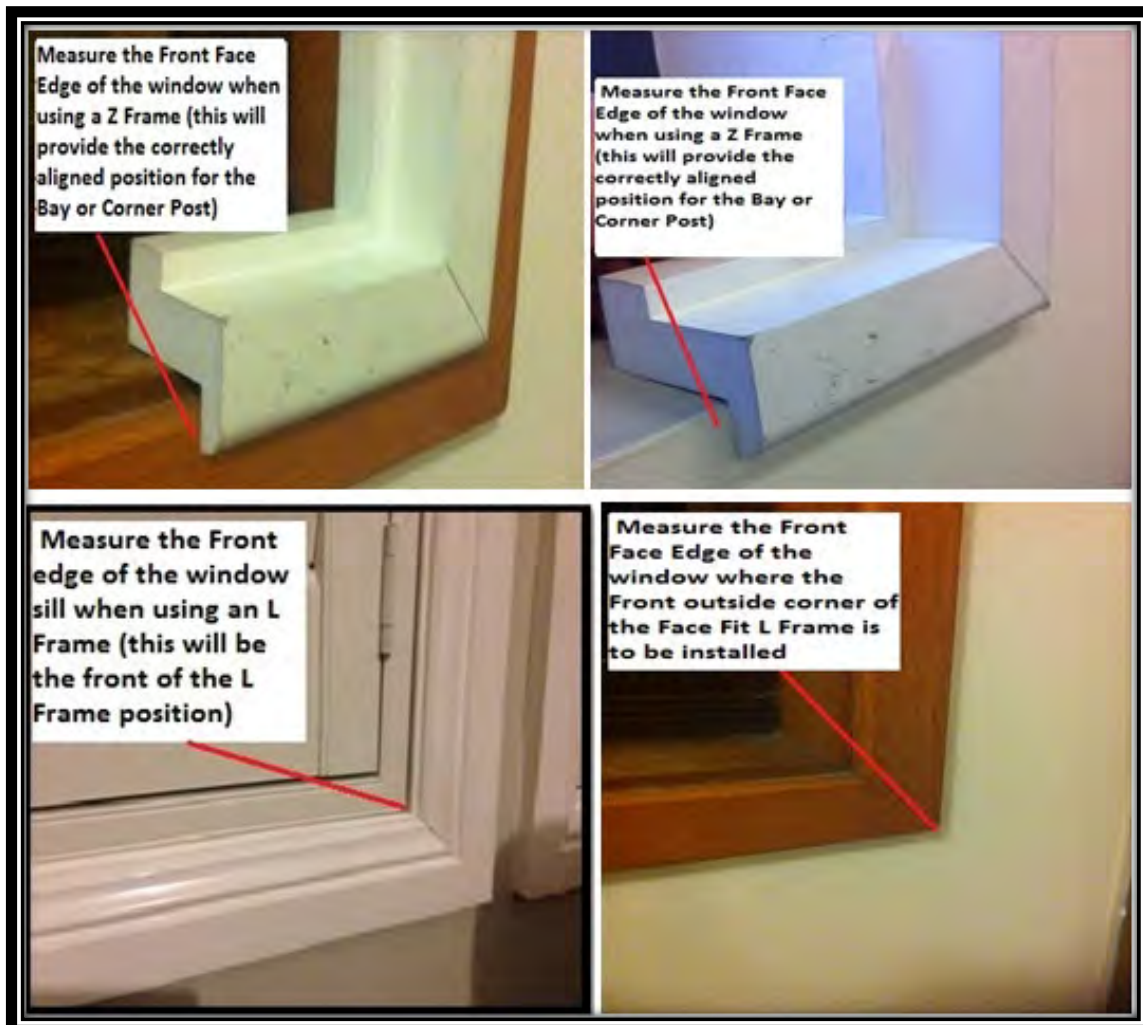 Measure the Front Face
Edge of the window when
using a Z Frame (this will
provide the correctly
aligned position for the
Bay or Corner Post)
Measure the Front Face
Edge of the window
when using a Z Frame
(this will provide the
correctly aligned
position for the Bay or
Corner Post)
Measure the Front
edge of the window
sill when using an L
Frame (this will be
the front of the L
Frame position)
Measure the Front
Face Edge of the
window where the
Front outside corner of
the Face Fit L Frame is
to be installed